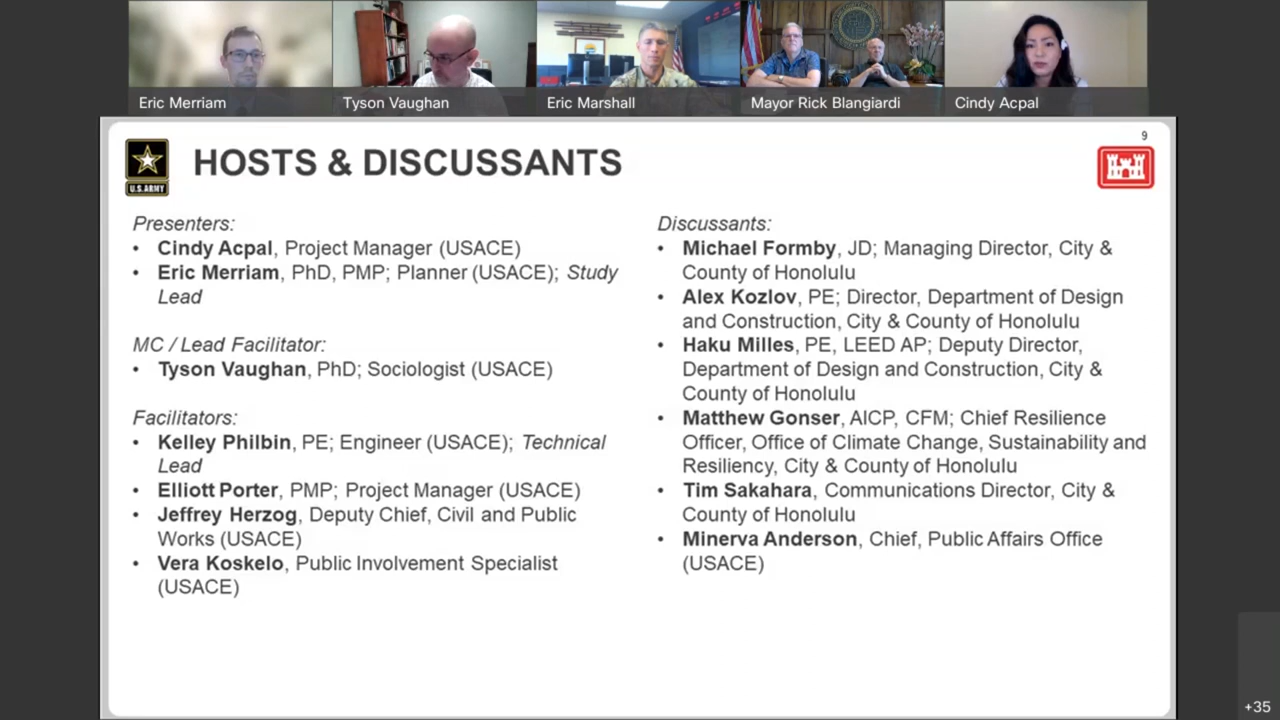 Eric Merriam
Tyson Vaughan
Eric Marshall
Mayor Rick Blangiardi
Cindy Acpal
9
U.S. ARMY
HOSTS & DISCUSSANTS
Presenters:
• Cindy Acpal, Project Manager (USACE)
• Eric Merriam, PhD, PMP; Planner (USACE); Study
Lead
MC / Lead Facilitator:
• Tyson Vaughan, PhD; Sociologist (USACE)
Facilitators:
• Kelley Philbin, PE; Engineer (USACE); Technical
Lead
• Elliott Porter, PMP; Project Manager (USACE)
• Jeffrey Herzog, Deputy Chief, Civil and Public
Works (USACE)
• Vera Koskelo, Public Involvement Specialist
(USACE)
Discussants:
• Michael Formby, JD; Managing Director, City &
County of Honolulu
• Alex Kozlov, PE; Director, Department of Design
and Construction, City & County of Honolulu
• Haku Milles, PE, LEED AP; Deputy Director,
Department of Design and Construction, City &
County of Honolulu
• Matthew Gonser, AICP, CFM; Chief Resilience
Officer, Office of Climate Change, Sustainability and
Resiliency, City & County of Honolulu
• Tim Sakahara, Communications Director, City &
County of Honolulu
• Minerva Anderson, Chief, Public Affairs Office
(USACE)
+35